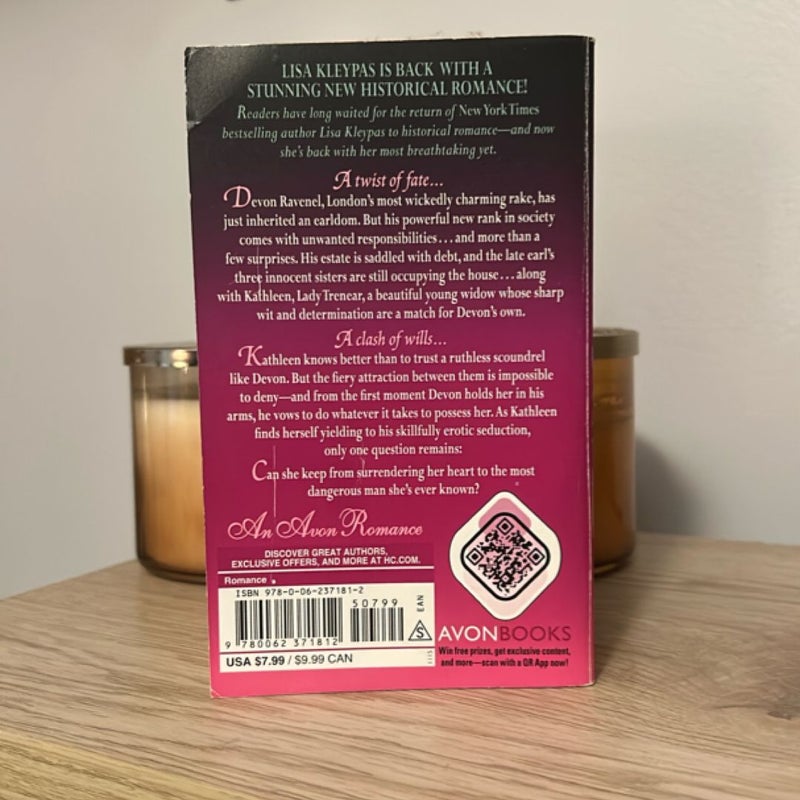 LISA KLEYPAS IS BACK WITH A
STUNNING NEW HISTORICAL ROMANCE!
Readers have long waited for the return of New York Times
bestselling author Lisa Kleypas to historical romance—and now
she's back with her most breathtaking yet.
A twist of fate...
Devon Ravenel, London's most wickedly charming rake, has
just inherited an earldom. But his powerful new rank in society
comes with unwanted responsibilities...and more than a
few surprises. His estate is saddled with debt, and the late earl's
three innocent sisters are still occupying the house...along
with Kathleen, Lady Trenear, a beautiful young widow whose sharp
wit and determination are a match for Devon's own.
A clash of wills...
Kathleen knows better than to trust a ruthless scoundrel
like Devon. But the fiery attraction between them is impossible
to deny—and from the first moment Devon holds her in his
arms, he vows to do whatever it takes to possess her. As Kathleen
finds herself yielding to his skillfully erotic seduction,
only one question remains:
Can she keep from surrendering her heart to the most
dangerous man she's ever known?
An Avon Romance
DISCOVER GREAT AUTHORS,
EXCLUSIVE OFFERS, AND MORE AT HC.COM.
Romance
ISBN 978-0-06-237181-2
50799
EAN
S
9 780062 371812
USA $7.99 / $9.99 CAN
AVONBOOKS
Win free prizes, get exclusive content,
and more—scan with a QR App now!